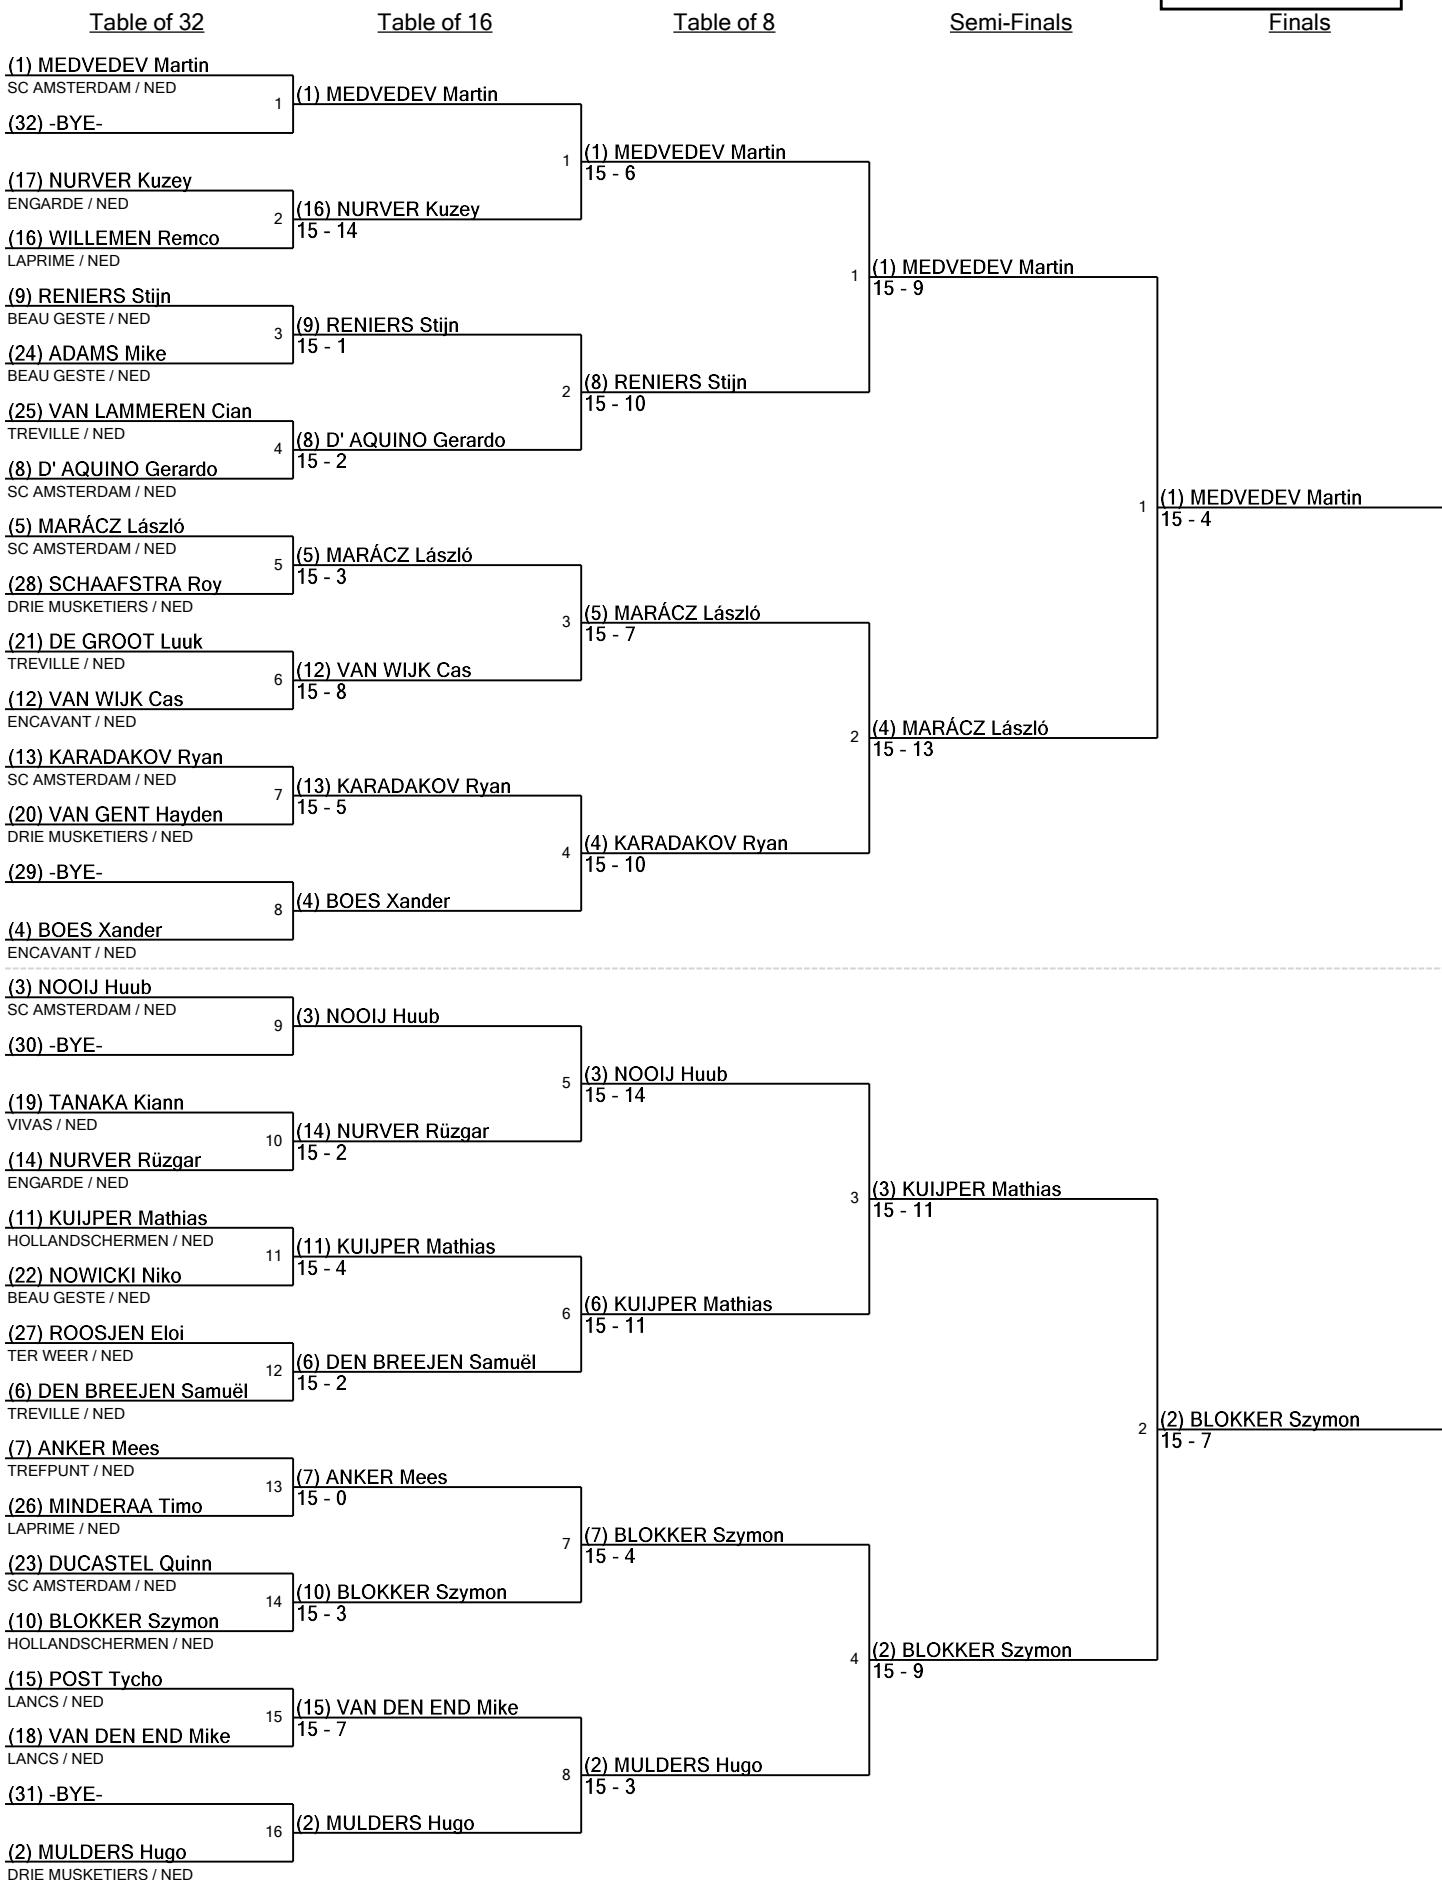 Table of 32
Table of 16
Table of 8
Semi-Finals
Finals
(1) MEDVEDEV Martin
SC AMSTERDAM / NED
1
(32) -BYE-
(17) NURVER Kuzey
ENGARDE / NED
2
(16) WILLEMEN Remco
LAPRIME / NED
(9) RENIERS Stijn
BEAU GESTE / NED
3
(24) ADAMS Mike
BEAU GESTE / NED
(25) VAN LAMMEREN Cian
TREVILLE / NED
4
(8) D' AQUINO Gerardo
SC AMSTERDAM / NED
(5) MARÁCZ László
SC AMSTERDAM / NED
5
(28) SCHAAFSTRA Roy
DRIE MUSKETIERS / NED
(21) DE GROOT Luuk
TREVILLE / NED
6
(12) VAN WIJK Cas
ENCAVANT / NED
(13) KARADAKOV Ryan
SC AMSTERDAM / NED
7
(20) VAN GENT Hayden
DRIE MUSKETIERS / NED
(29) -BYE-
8
(4) BOES Xander
ENCAVANT / NED
(3) NOOIJ Huub
SC AMSTERDAM / NED
9
(30) -BYE-
(19) TANAKA Kiann
VIVAS / NED
10
(14) NURVER Rüzgar
ENGARDE / NED
(11) KUIJPER Mathias
HOLLANDSCHERMEN / NED
11
(22) NOWICKI Niko
BEAU GESTE / NED
(27) ROOSJEN Eloi
TER WEER / NED
12
(6) DEN BREEJEN Samuël
TREVILLE / NED
(7) ANKER Mees
TREFPUNT / NED
13
(26) MINDERAA Timo
LAPRIME / NED
(23) DUCASTEL Quinn
SC AMSTERDAM / NED
14
(10) BLOKKER Szymon
HOLLANDSCHERMEN / NED
(15) POST Tycho
LANCS / NED
15
(18) VAN DEN END Mike
LANCS / NED
(31) -BYE-
16
(2) MULDERS Hugo
DRIE MUSKETIERS / NED
(1) MEDVEDEV Martin
1
(16) NURVER Kuzey
15 - 14
(9) RENIERS Stijn
15 - 1
2
(8) D' AQUINO Gerardo
15 - 2
(5) MARÁCZ László
15 - 3
3
(12) VAN WIJK Cas
15 - 8
(13) KARADAKOV Ryan
15 - 5
4
(4) BOES Xander
(3) NOOIJ Huub
5
(14) NURVER Rüzgar
15 - 2
(11) KUIJPER Mathias
15 - 4
6
(6) DEN BREEJEN Samuël
15 - 2
(7) ANKER Mees
15 - 0
7
(10) BLOKKER Szymon
15 - 3
(15) VAN DEN END Mike
15 - 7
8
(2) MULDERS Hugo
(1) MEDVEDEV Martin
15 - 6
1
(8) RENIERS Stijn
15 - 10
(5) MARÁCZ László
15 - 7
2
(4) KARADAKOV Ryan
15 - 10
(3) NOOIJ Huub
15 - 14
3
(6) KUIJPER Mathias
15 - 11
(7) BLOKKER Szymon
15 - 4
4
(2) MULDERS Hugo
15 - 3
(1) MEDVEDEV Martin
15 - 9
1
(4) MARÁCZ László
15 - 13
(3) KUIJPER Mathias
15 - 11
2
(2) BLOKKER Szymon
15 - 9
(1) MEDVEDEV Martin
15 - 4
(2) BLOKKER Szymon
15 - 7